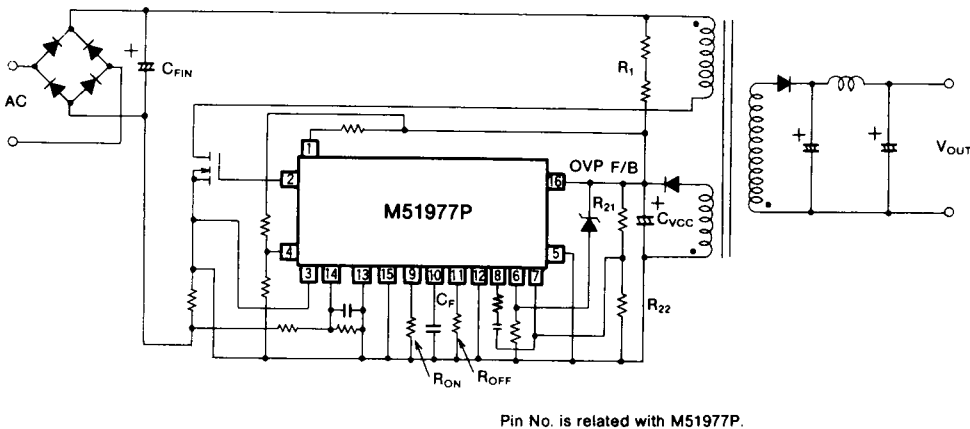 AC
+
C_FIN
R_1
+
+
V_OUT
1
2
16
OVP F/B
M51977P
R_21
+
C_VCC
4
5
3
14
13
15
9
10
11
12
8
6
7
C_F
R_22
R_ON
R_OFF
Pin No. is related with M51977P.